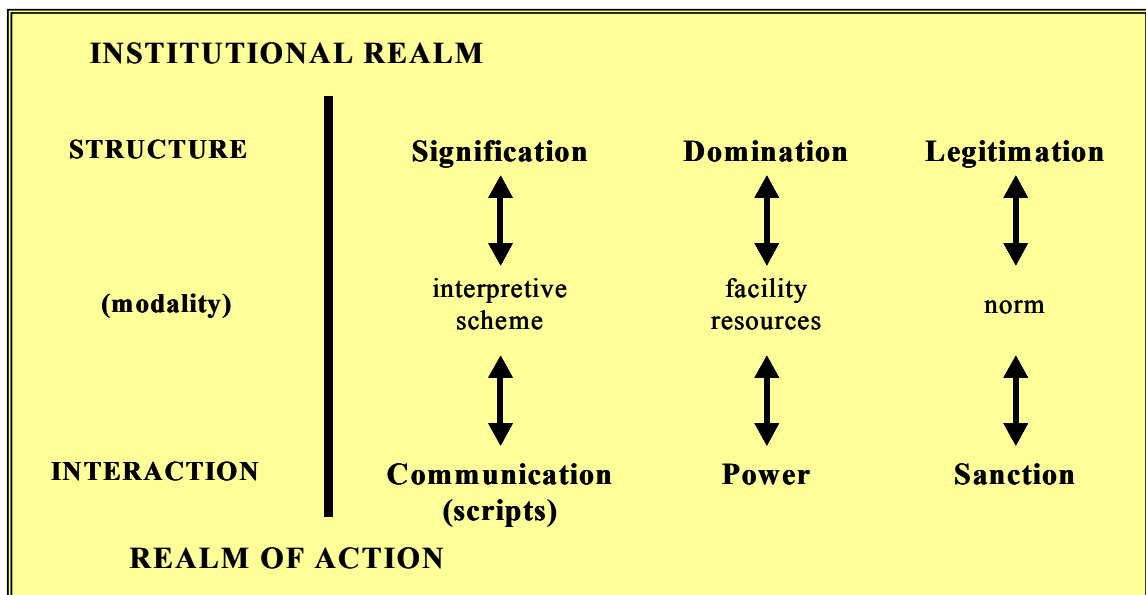 INSTITUTIONAL REALM
STRUCTURE Signification Domination Legitimation
(modality) interpretive scheme facility resources norm
INTERACTION Communication (scripts) Power Sanction
REALM OF ACTION